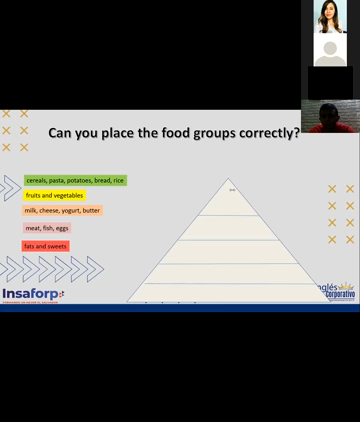 Can you place the food groups correctly?
cereals, pasta, potatoes, bread, rice
fruits and vegetables
milk, cheese, yogurt, butter
meat, fish, eggs
fats and sweets
Insaforp
Inglés
corporativo